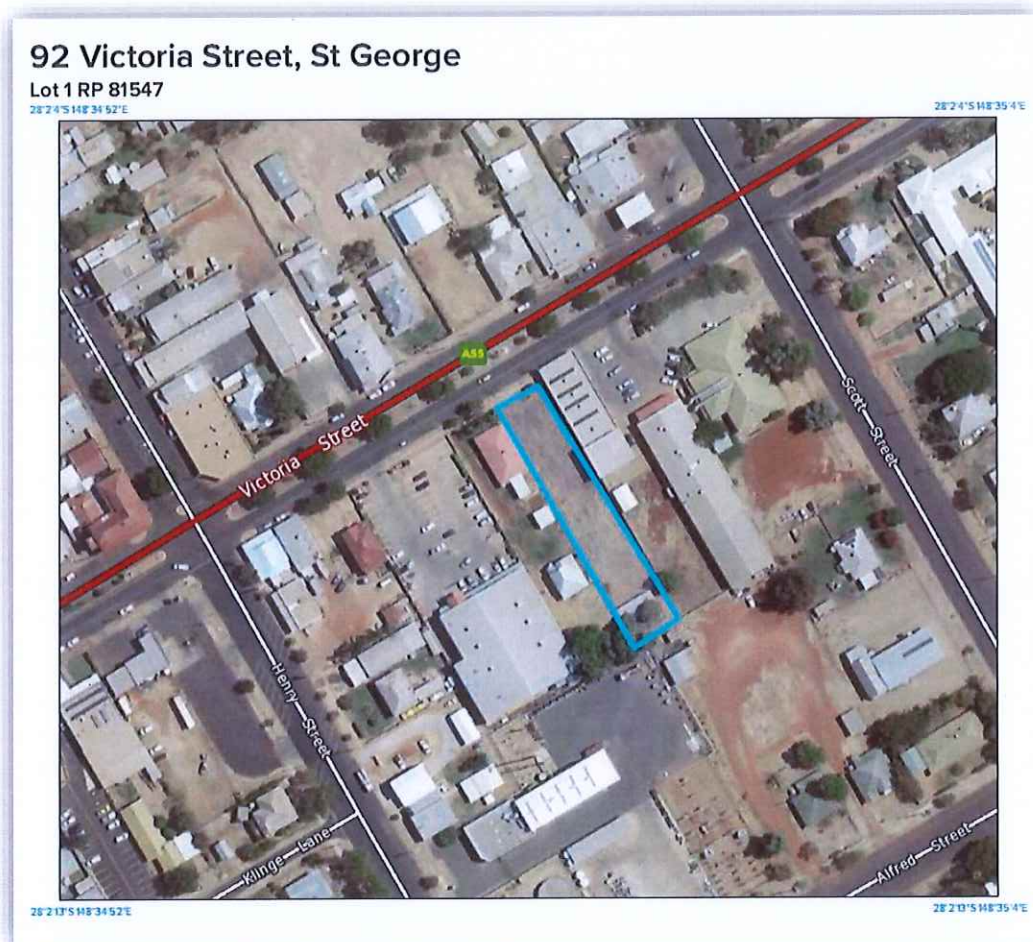 92 Victoria Street, St George
Lot 1 RP 81547
28°2'4"S 148°34'52"E
28°2'4"S 148°35'4"E
A55
Victoria Street
Scott Street
Henry Street
Klinge Lane
Alfred Street
28°2'13"S 148°34'52"E
28°2'13"S 148°35'4"E